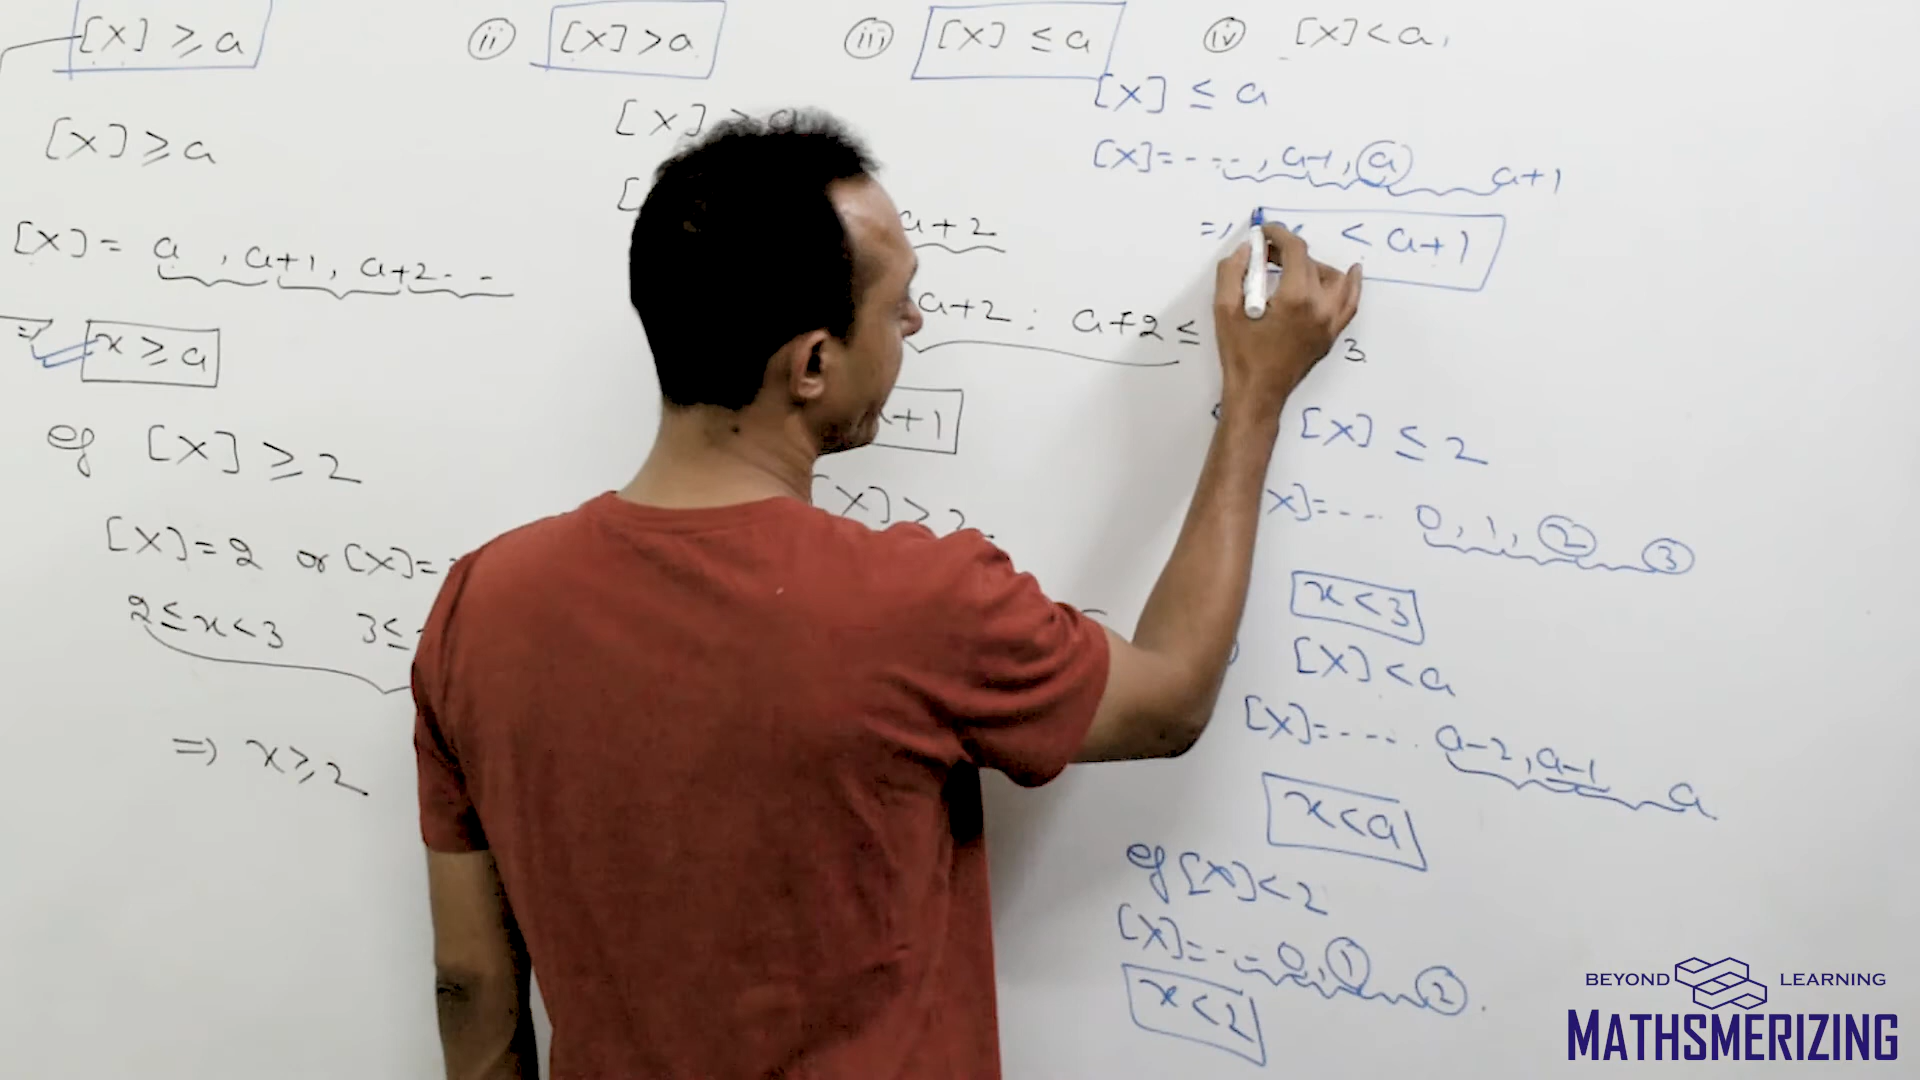 [x] ≥ a
(ii) [x] > a
(iii) [x] ≤ a
(iv) [x] < a,
[x] ≥ a
[x] = a, a+1, a+2 - -
⇒ x ≥ a
eg [x] ≥ 2
[x] = 2 or [x] =
2 ≤ x < 3 3 ≤
⇒ x ≥ 2
[x] > a
a+2
a+2 ; a+2 ≤
3
+1
[x] > 2
[x] ≤ a
[x] = - - - -, a-1, a a+1
⇒ x < a+1
[x] ≤ 2
x] = - - - - 0, 1, 2 3
x < 3
[x] < a
[x] = - - - - . a-2, a-1 a
x < a
eg [x] < 2
[x] = - - - 0, 1 2 .
x < 2
BEYOND LEARNING
MATHSMERIZING